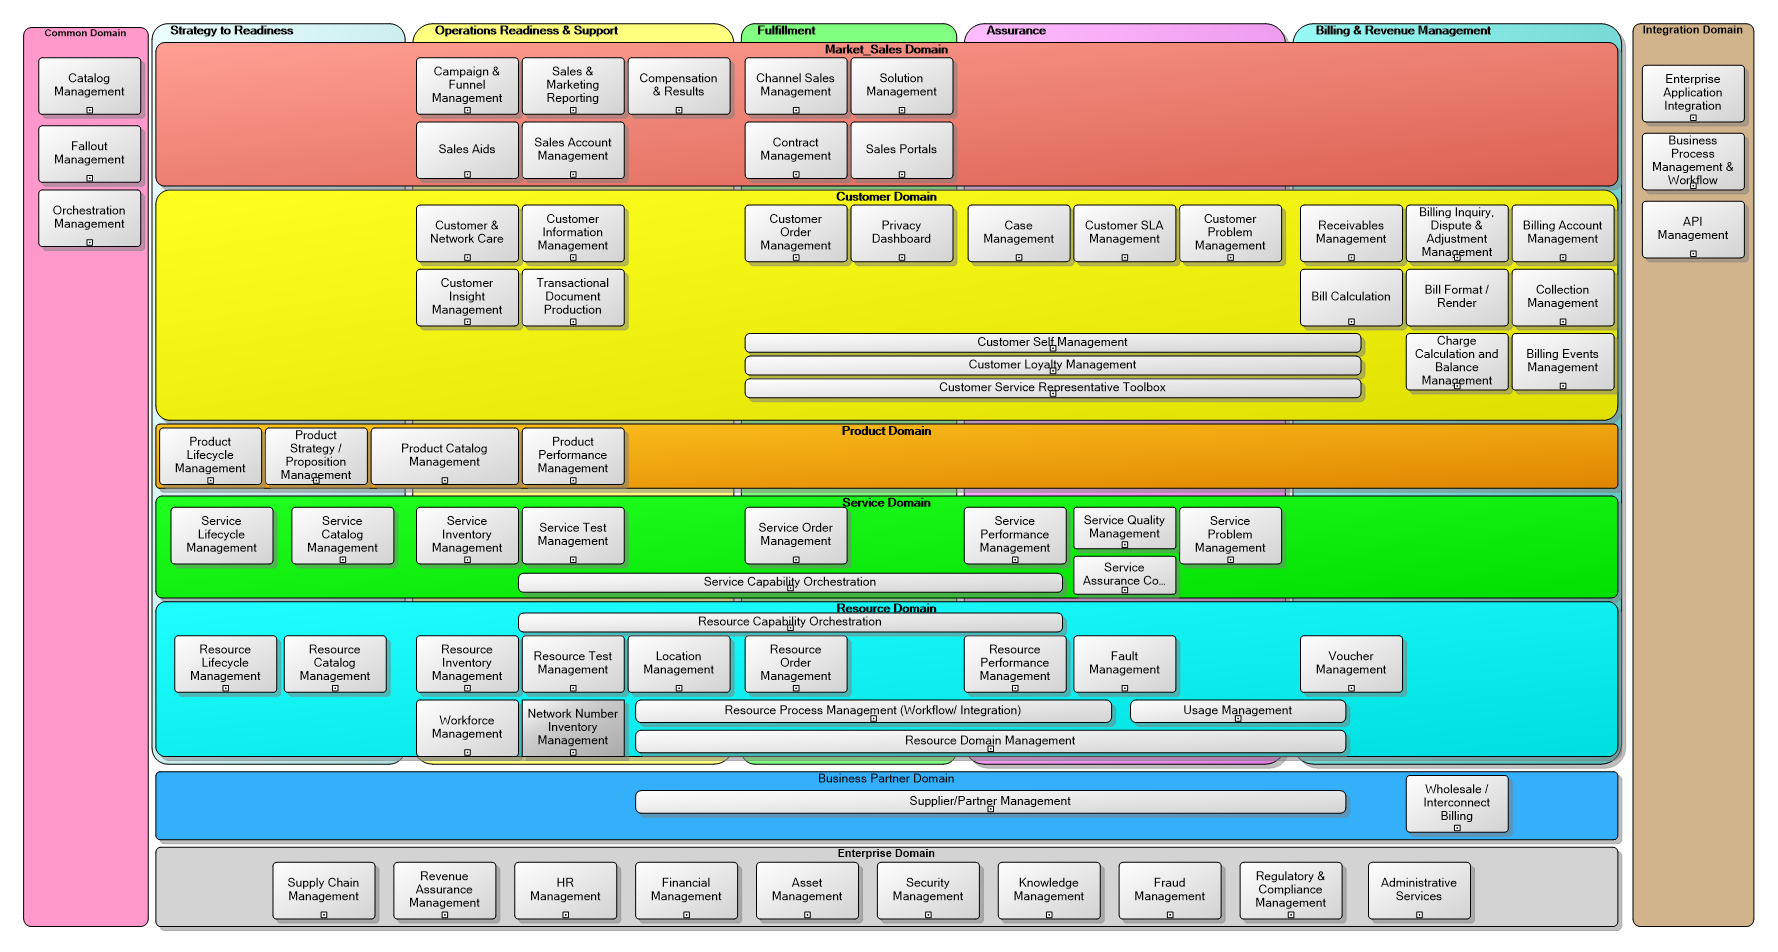 Common Domain
Catalog
Management
Fallout
Management
Orchestration
Management
Strategy to Readiness
Operations Readiness & Support
Fulfillment
Assurance
Billing & Revenue Management
Market_Sales Domain
Campaign &
Funnel
Management
Sales &
Marketing
Reporting
Compensation
& Results
Channel Sales
Management
Solution
Management
Sales Aids
Sales Account
Management
Contract
Management
Sales Portals
Customer Domain
Customer &
Network Care
Customer
Information
Management
Customer
Order
Management
Privacy
Dashboard
Case
Management
Customer SLA
Management
Customer
Problem
Management
Receivables
Management
Billing Inquiry,
Dispute &
Adjustment
Management
Billing Account
Management
Customer
Insight
Management
Transactional
Document
Production
Bill Calculation
Bill Format /
Render
Collection
Management
Customer Self Management
Customer Loyalty Management
Customer Service Representative Toolbox
Charge
Calculation and
Balance
Management
Billing Events
Management
Product Domain
Product
Lifecycle
Management
Product
Strategy /
Proposition
Management
Product Catalog
Management
Product
Performance
Management
Service Domain
Service
Lifecycle
Management
Service
Catalog
Management
Service
Inventory
Management
Service Test
Management
Service Order
Management
Service
Performance
Management
Service Quality
Management
Service
Problem
Management
Service Capability Orchestration
Service
Assurance Co...
Resource Domain
Resource Capability Orchestration
Resource
Lifecycle
Management
Resource
Catalog
Management
Resource
Inventory
Management
Resource Test
Management
Location
Management
Resource
Order
Management
Resource
Performance
Management
Fault
Management
Voucher
Management
Workforce
Management
Network Number
Inventory
Management
Resource Process Management (Workflow/ Integration)
Usage Management
Resource Domain Management
Business Partner Domain
Supplier/Partner Management
Wholesale /
Interconnect
Billing
Enterprise Domain
Supply Chain
Management
Revenue
Assurance
Management
HR
Management
Financial
Management
Asset
Management
Security
Management
Knowledge
Management
Fraud
Management
Regulatory &
Compliance
Management
Administrative
Services
Integration Domain
Enterprise
Application
Integration
Business
Process
Management &
Workflow
API
Management